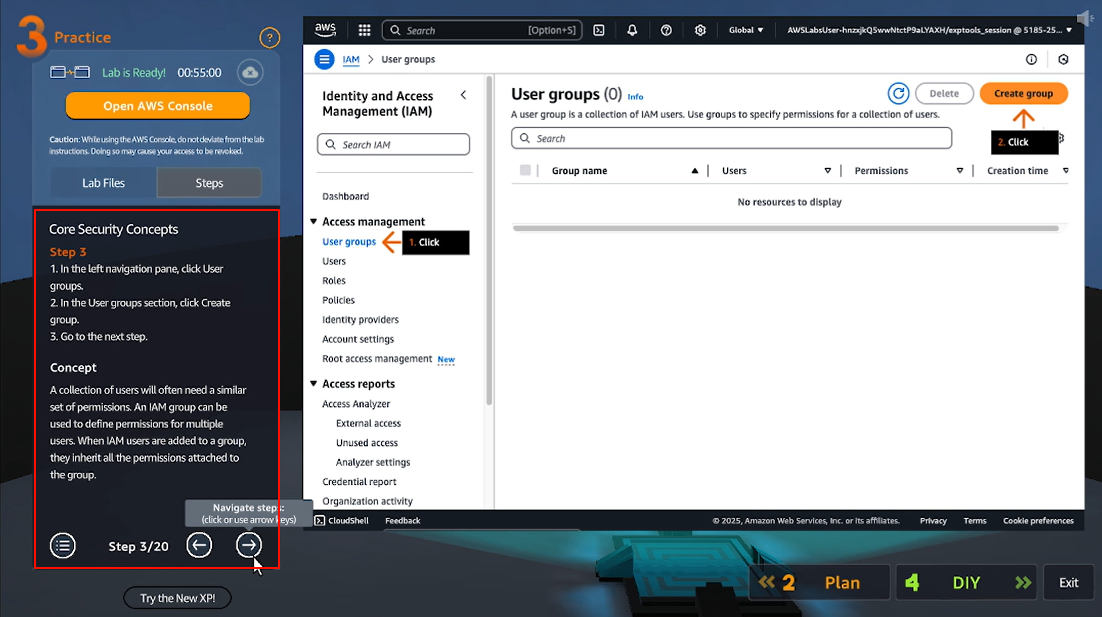 3 Practice
?
Lab is Ready! 00:55:00
Open AWS Console
Caution: While using the AWS Console, do not deviate from the lab
instructions. Doing so may cause your access to be revoked.
Lab Files
Steps
Core Security Concepts
Step 3
1. In the left navigation pane, click User
groups.
2. In the User groups section, click Create
group.
3. Go to the next step.
Concept
A collection of users will often need a similar
set of permissions. An IAM group can be
used to define permissions for multiple
users. When IAM users are added to a group,
they inherit all the permissions attached to
the group.
Navigate steps:
(click or use arrow keys)
Step 3/20
Try the New XP!
aws
Search [Option+S]
Global
AWSLabsUser-hnzxjkQ5wwNtctP9aLYAXH/exptools_session @ 5185-25...
IAM > User groups
Identity and Access
Management (IAM)
Search IAM
Dashboard
Access management
User groups
1. Click
Users
Roles
Policies
Identity providers
Account settings
Root access management New
Access reports
Access Analyzer
External access
Unused access
Analyzer settings
Credential report
Organization activity
User groups (0) Info
Delete
Create group
A user group is a collection of IAM users. Use groups to specify permissions for a collection of users.
Search
2. Click
Group name
Users
Permissions
Creation time
No resources to display
CloudShell
Feedback
© 2025, Amazon Web Services, Inc. or its affiliates.
Privacy
Terms
Cookie preferences
2 Plan
4 DIY
Exit